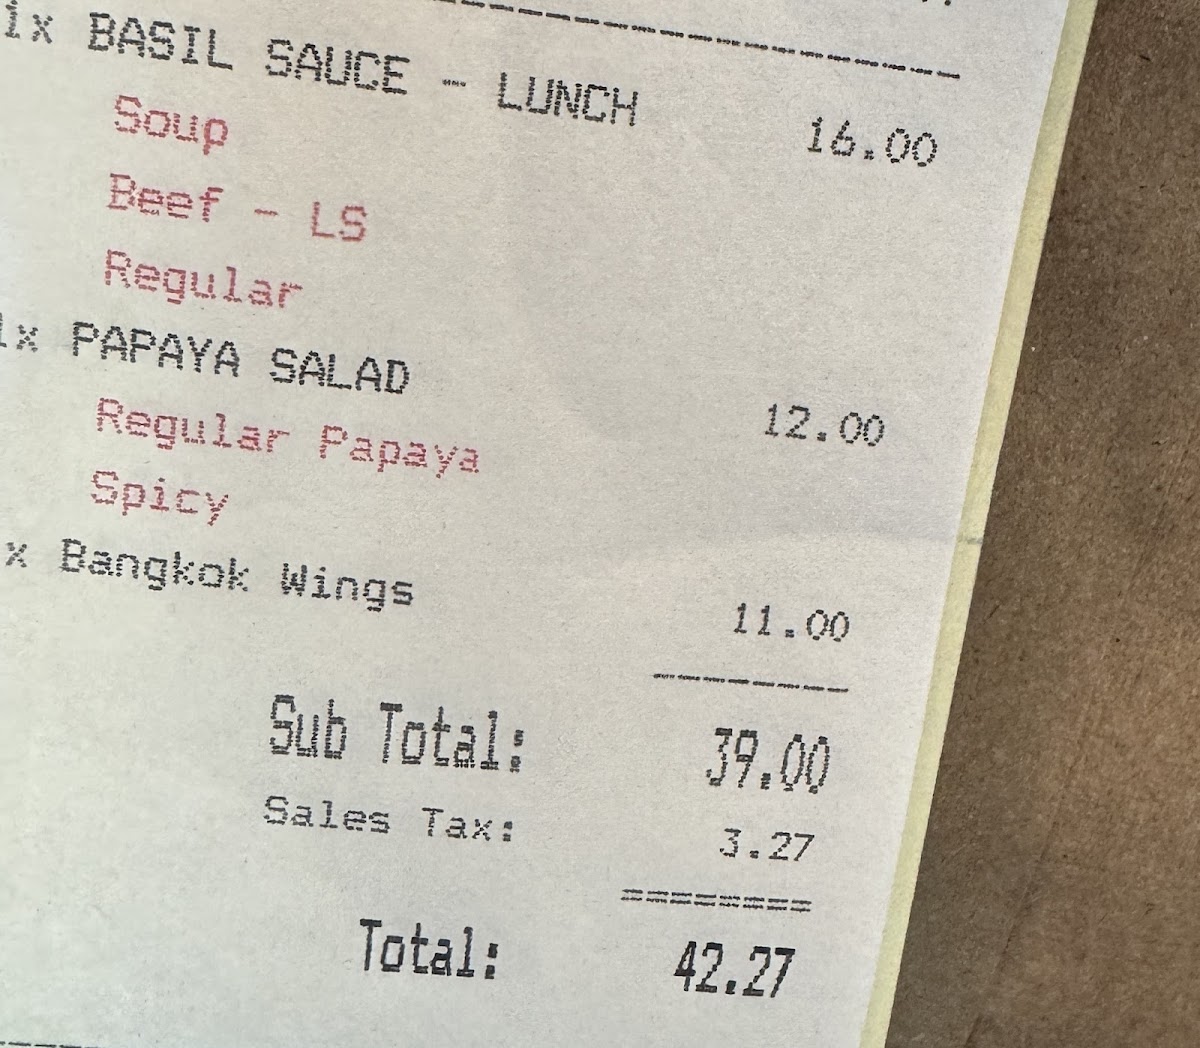 1x BASIL SAUCE - LUNCH 16.00
Soup
Beef - LS
Regular
1x PAPAYA SALAD 12.00
Regular Papaya
Spicy
x Bangkok Wings 11.00
Sub Total: 39.00
Sales Tax: 3.27
Total: 42.27